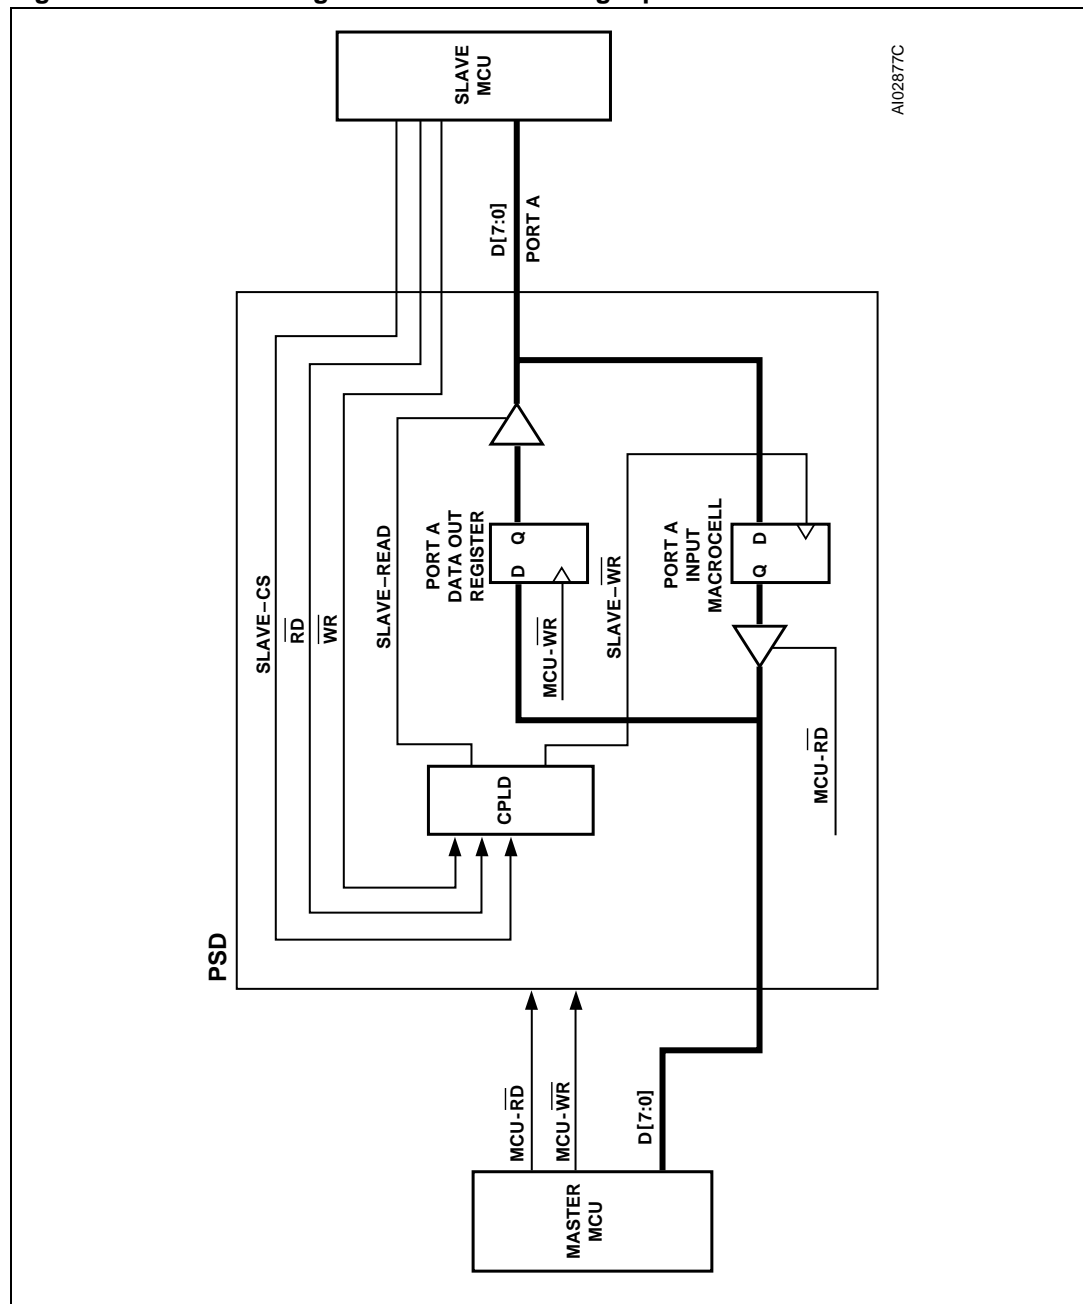 SLAVE
MCU
AI02877C
D[7:0]
PORT A
SLAVE–CS
RD
WR
SLAVE–READ
PORT A
DATA OUT
REGISTER
D Q
MCU-WR
SLAVE–WR
PORT A
INPUT
MACROCELL
Q D
MCU-RD
CPLD
PSD
MCU-RD
MCU-WR
D[7:0]
MASTER
MCU